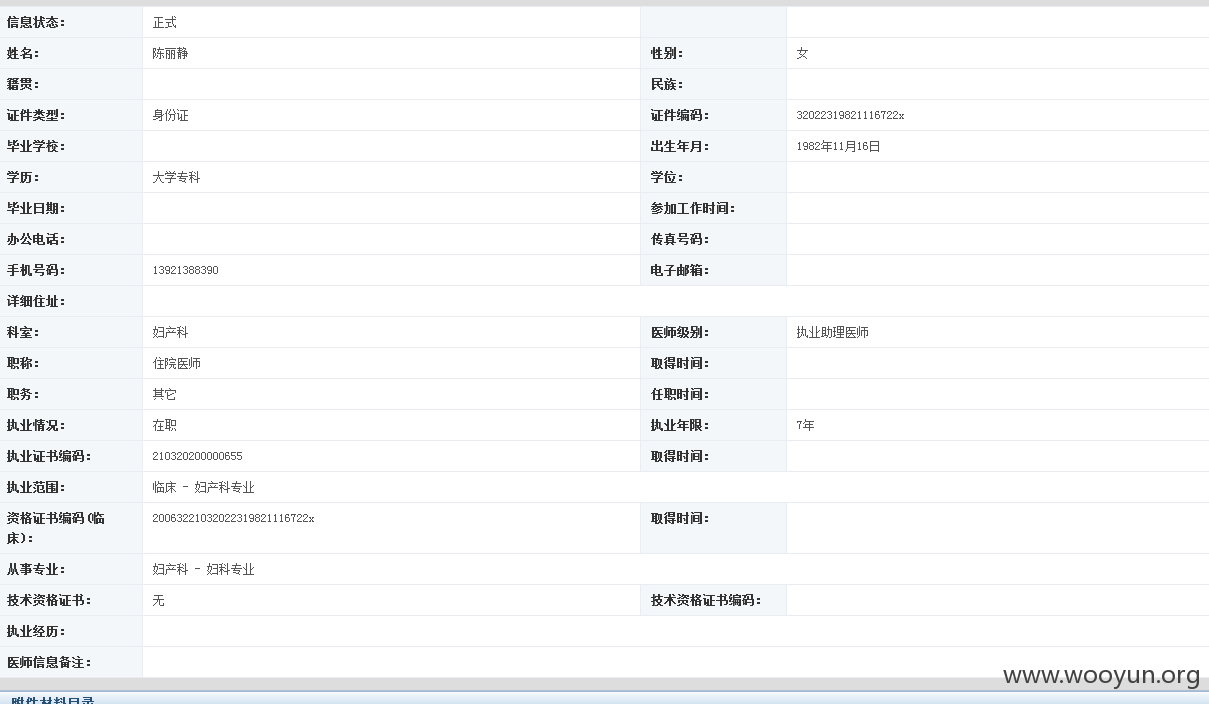 信息状态： 正式
姓名： 陈丽静 性别： 女
籍贯： 民族：
证件类型： 身份证 证件编码： 32022319821116722x
毕业学校： 出生年月： 1982年11月16日
学历： 大学专科 学位：
毕业日期： 参加工作时间：
办公电话： 传真号码：
手机号码： 13921388390 电子邮箱：
详细住址：
科室： 妇产科 医师级别： 执业助理医师
职称： 住院医师 取得时间：
职务： 其它 任职时间：
执业情况： 在职 执业年限： 7年
执业证书编码： 210320200000655 取得时间：
执业范围： 临床 - 妇产科专业
资格证书编码(临 20063221032022319821116722x 取得时间：
床)：
从事专业： 妇产科 - 妇科专业
技术资格证书： 无 技术资格证书编码：
执业经历：
医师信息备注：
www.wooyun.org
附件材料目录